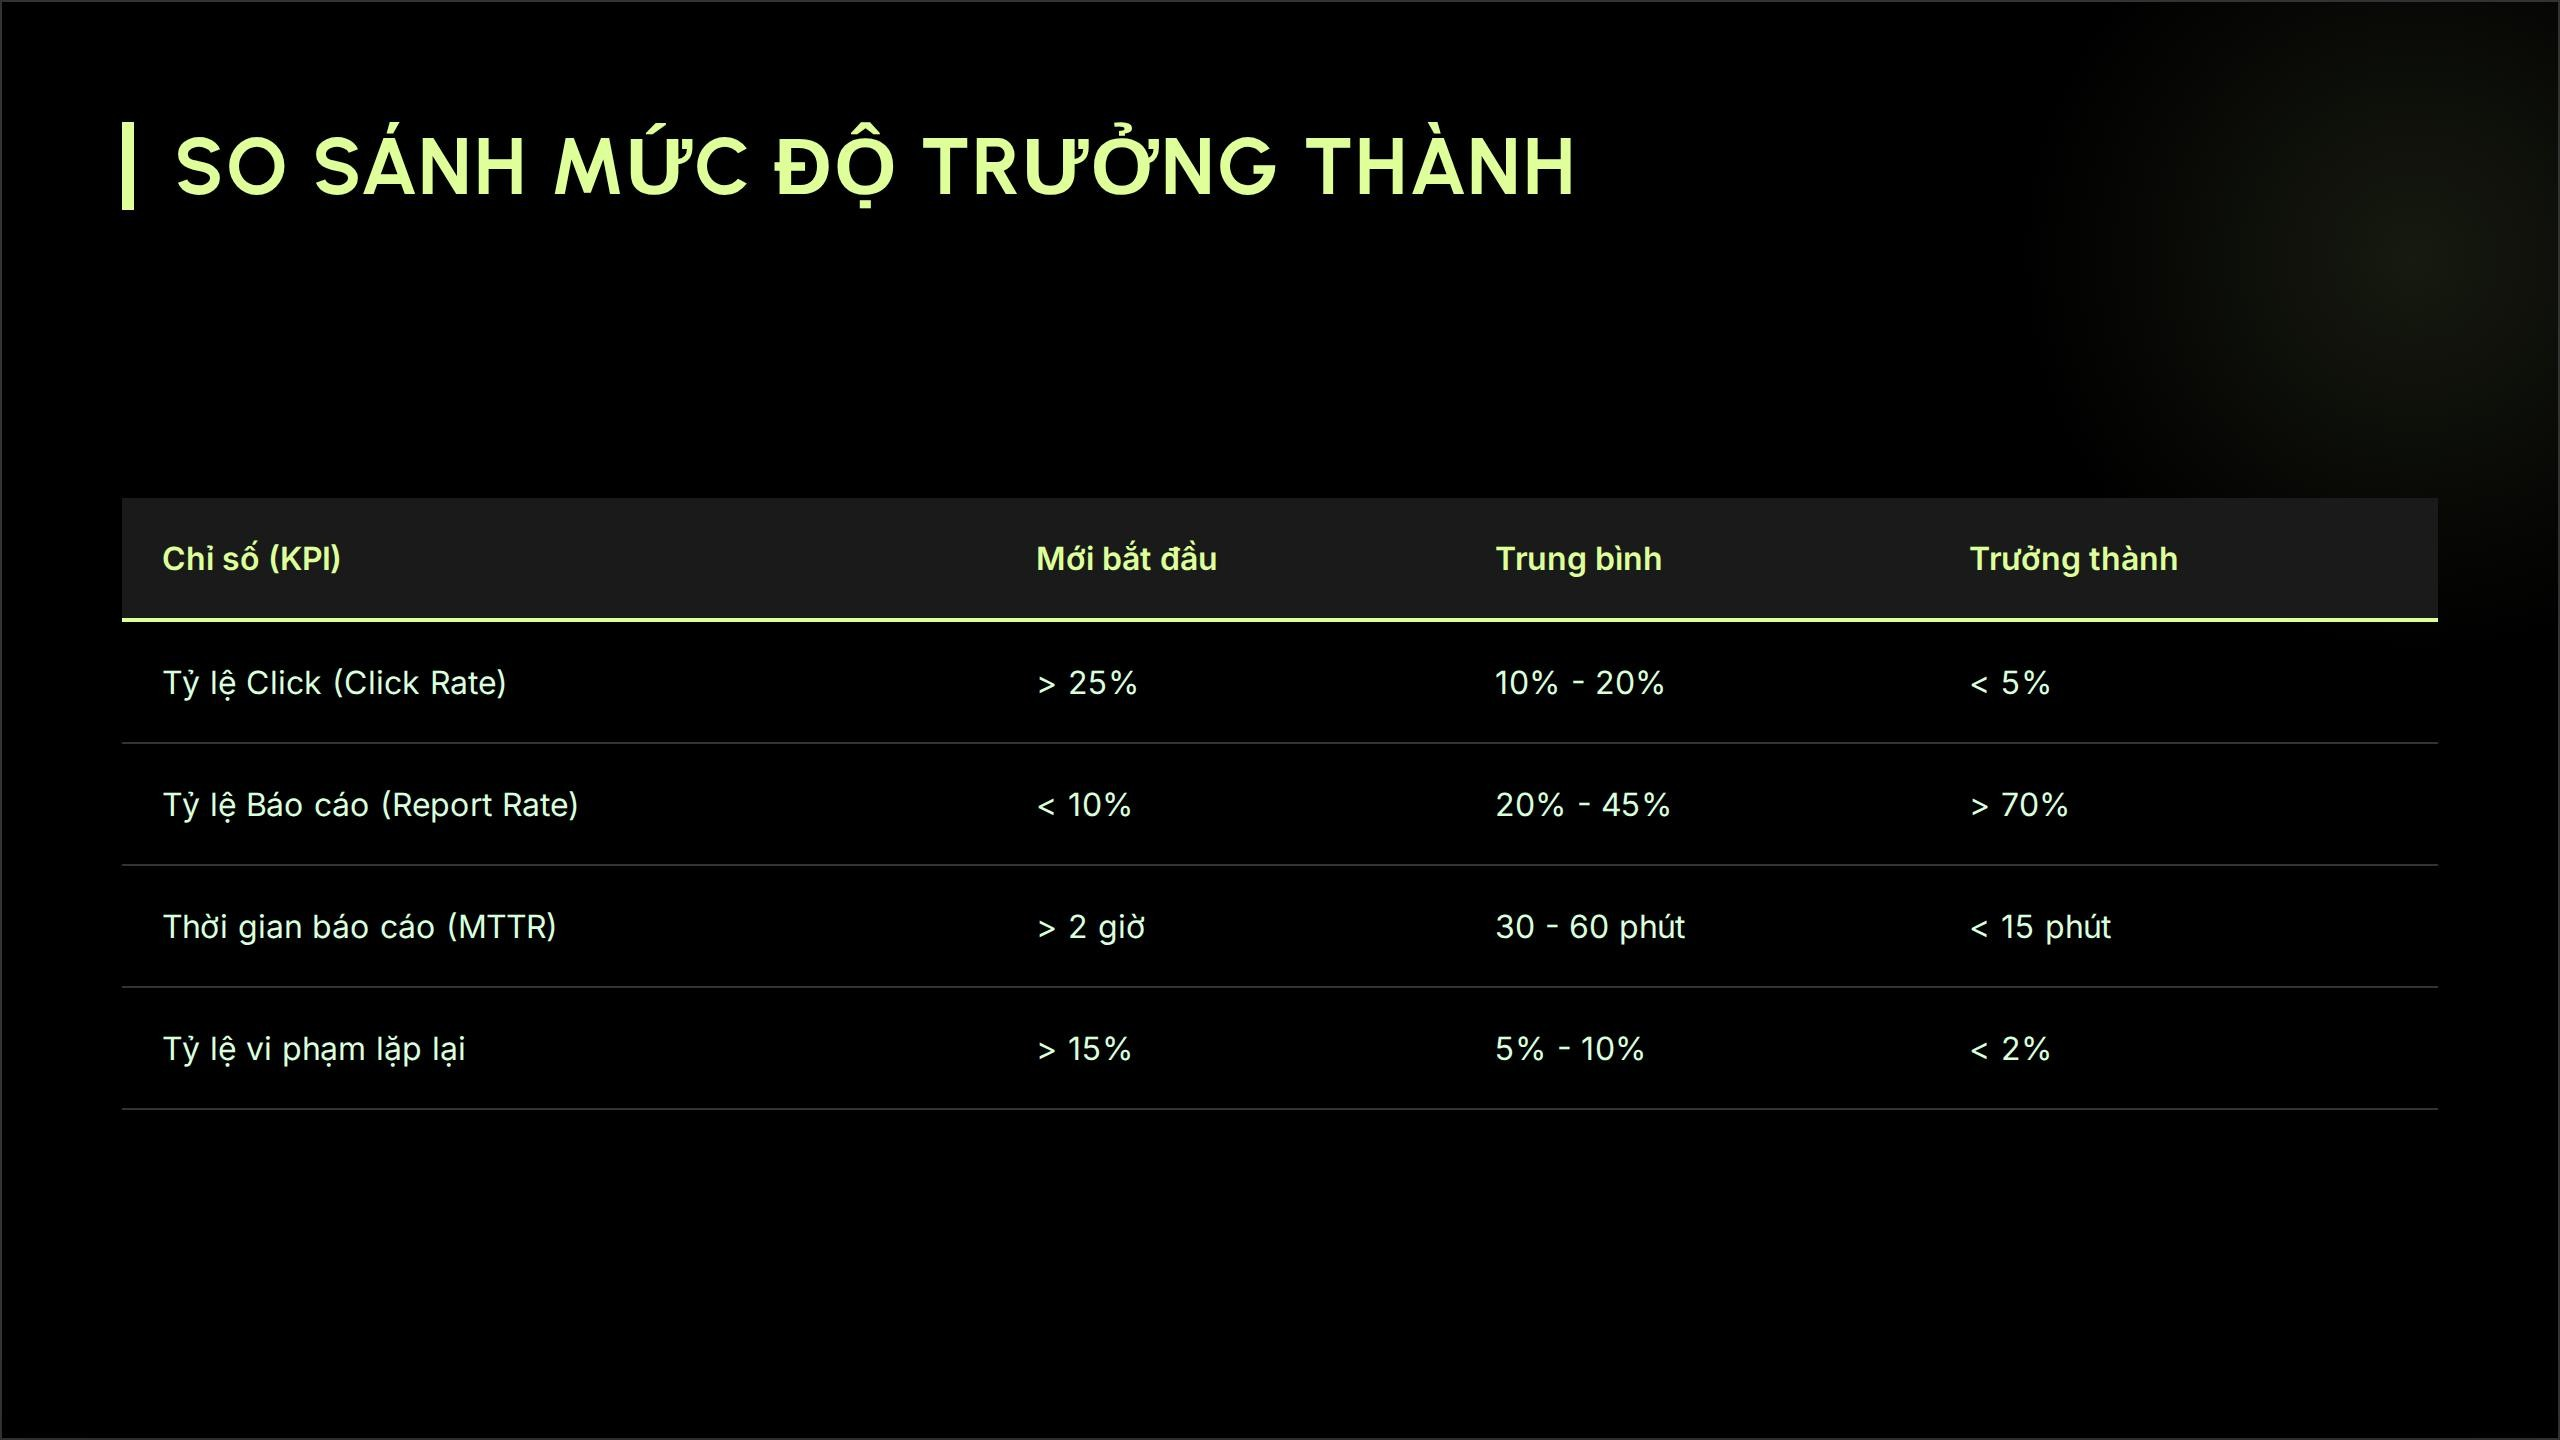 SO SÁNH MỨC ĐỘ TRƯỞNG THÀNH
Chỉ số (KPI) Mới bắt đầu Trung bình Trưởng thành
Tỷ lệ Click (Click Rate) > 25% 10% - 20% < 5%
Tỷ lệ Báo cáo (Report Rate) < 10% 20% - 45% > 70%
Thời gian báo cáo (MTTR) > 2 giờ 30 - 60 phút < 15 phút
Tỷ lệ vi phạm lặp lại > 15% 5% - 10% < 2%